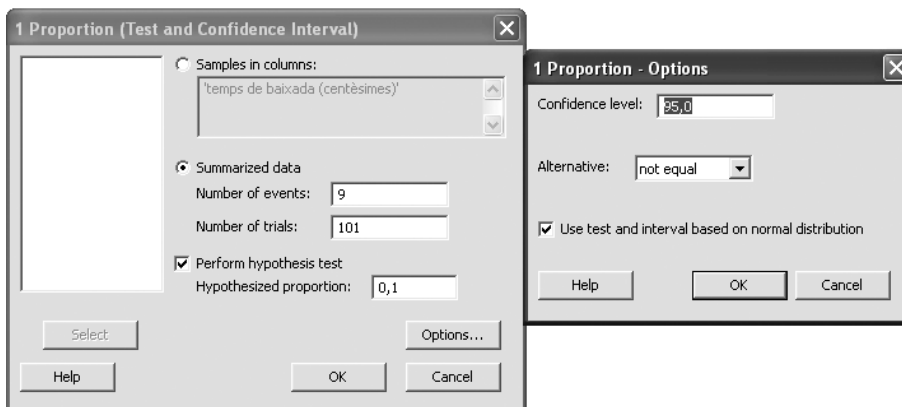 1 Proportion (Test and Confidence Interval)
Samples in columns:
'temps de baixada (centèsimes)'
Summarized data
Number of events: 9
Number of trials: 101
Perform hypothesis test
Hypothesized proportion: 0,1
Select
Options...
Help
OK
Cancel
1 Proportion - Options
Confidence level: 95,0
Alternative: not equal
Use test and interval based on normal distribution
Help
OK
Cancel